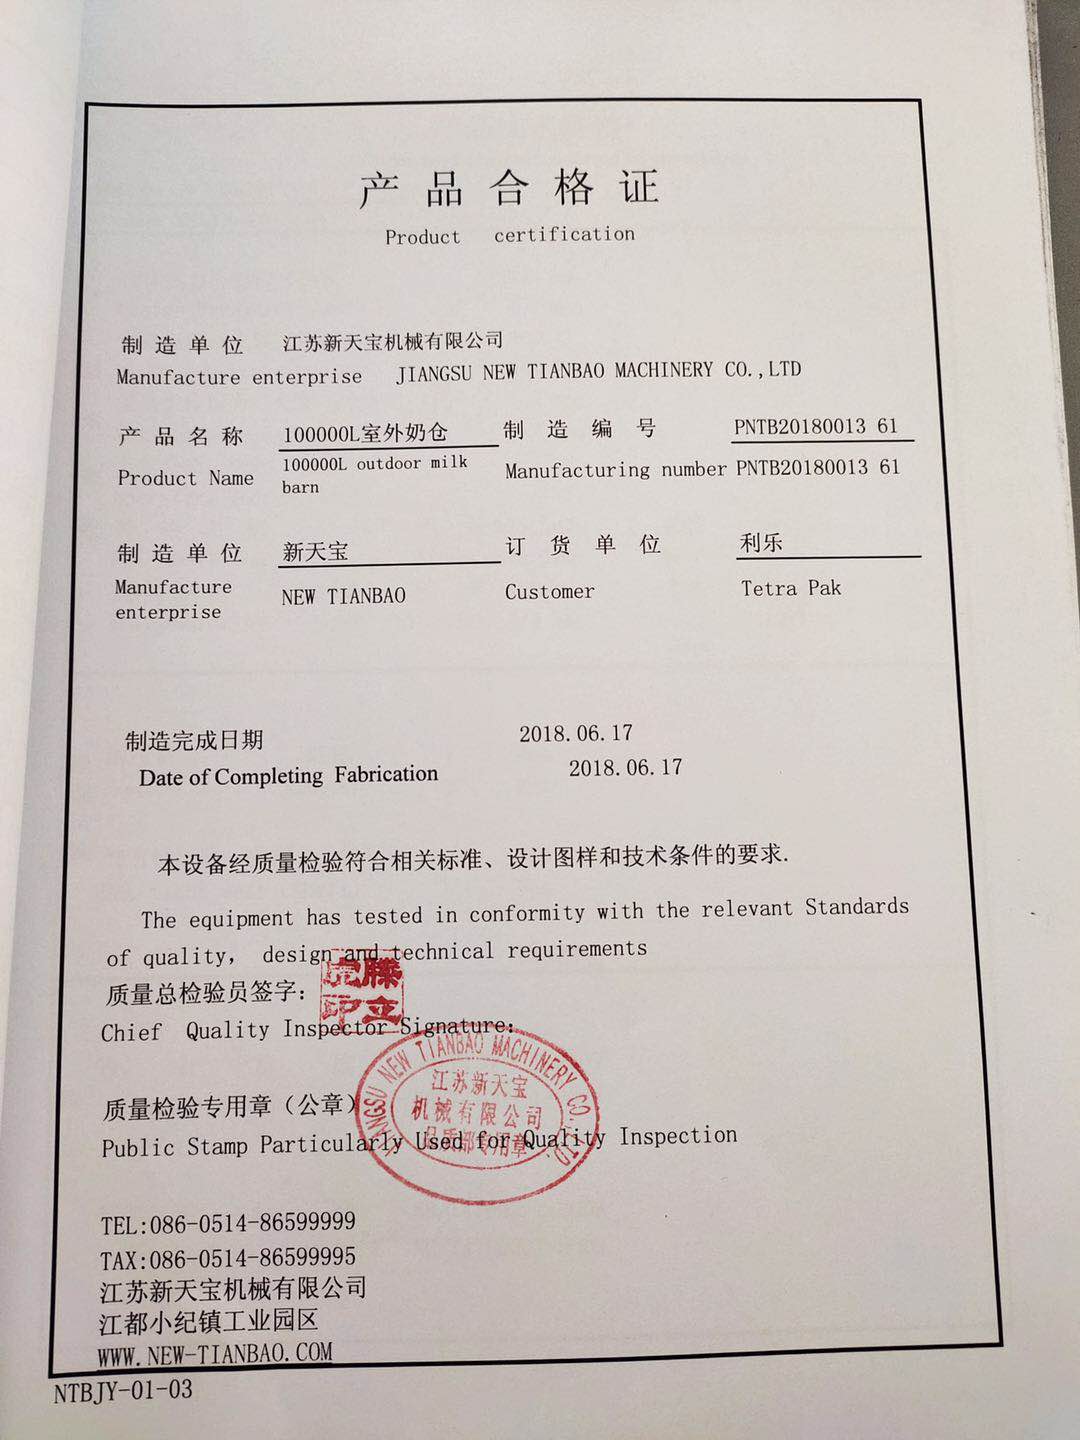 产品合格证
Product certification
制造单位 江苏新天宝机械有限公司
Manufacture enterprise JIANGSU NEW TIANBAO MACHINERY CO.,LTD
产品名称 100000L室外奶仓 制造编号 PNTB20180013 61
Product Name 100000L outdoor milk barn Manufacturing number PNTB20180013 61
制造单位 新天宝 订货单位 利乐
Manufacture enterprise NEW TIANBAO Customer Tetra Pak
制造完成日期 2018.06.17
Date of Completing Fabrication 2018.06.17
本设备经质量检验符合相关标准、设计图样和技术条件的要求.
The equipment has tested in conformity with the relevant Standards
of quality, design and technical requirements
质量总检验员签字:
滕立虎印
Chief Quality Inspector Signature:
JIANGSU NEW TIANBAO MACHINERY CO.,LTD.
江苏新天宝
机械有限公司
品质部专用章
质量检验专用章（公章）
Public Stamp Particularly Used for Quality Inspection
TEL:086-0514-86599999
TAX:086-0514-86599995
江苏新天宝机械有限公司
江都小纪镇工业园区
WWW.NEW-TIANBAO.COM
NTBJY-01-03